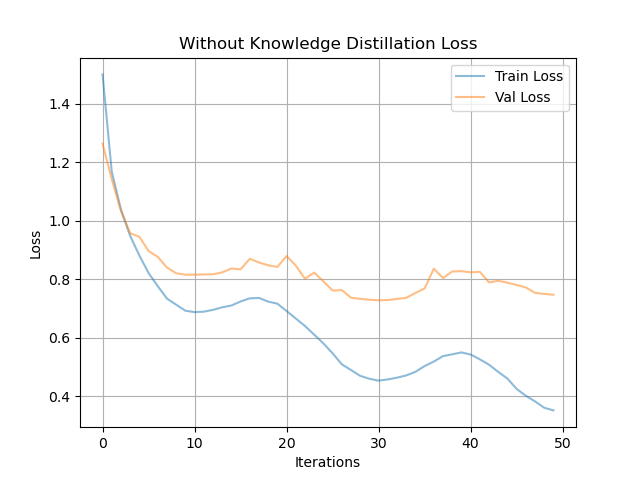 Without Knowledge Distillation Loss
Train Loss
Val Loss
1.4
1.2
1.0
0.8
0.6
0.4
Loss
0 10 20 30 40 50
Iterations